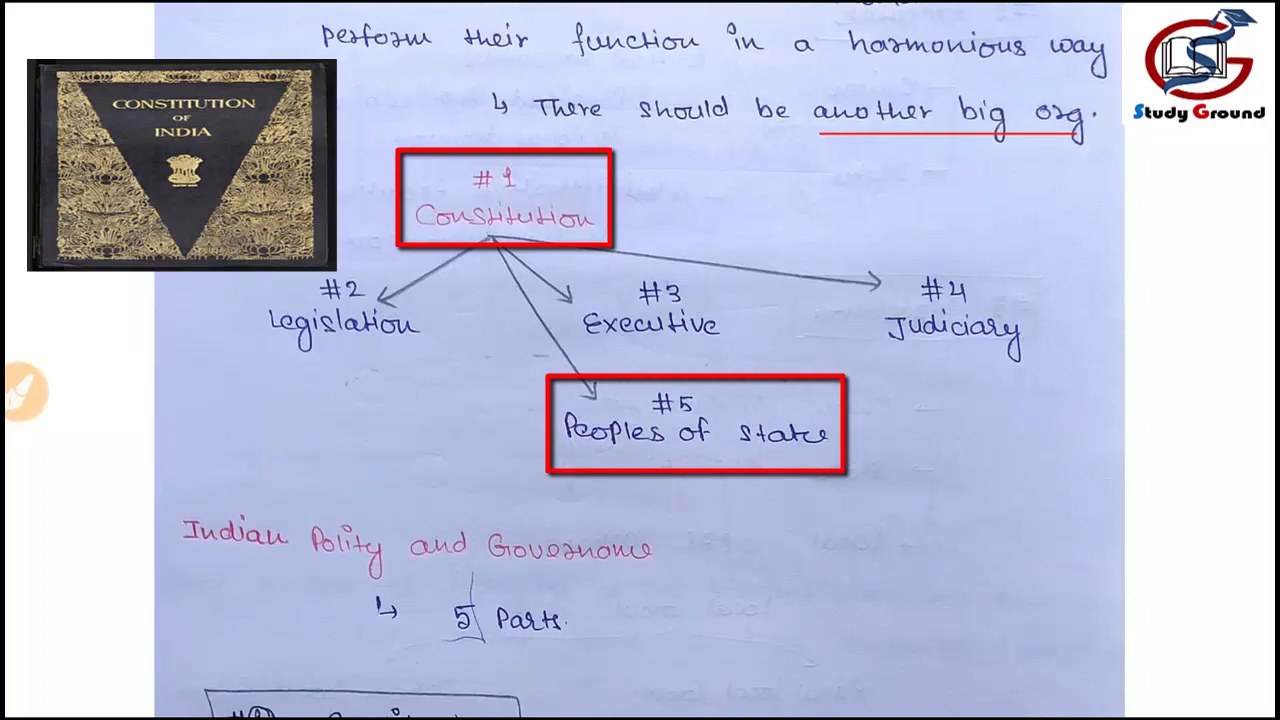 Perform their function in a harmonious way
↳ There should be another big org.
CONSTITUTION
OF
INDIA
Study Ground
#1
Constitution
#2
Legislation
#3
Executive
#4
Judiciary
#5
Peoples of state
Indian Polity and Governance
↳ 5 Parts.